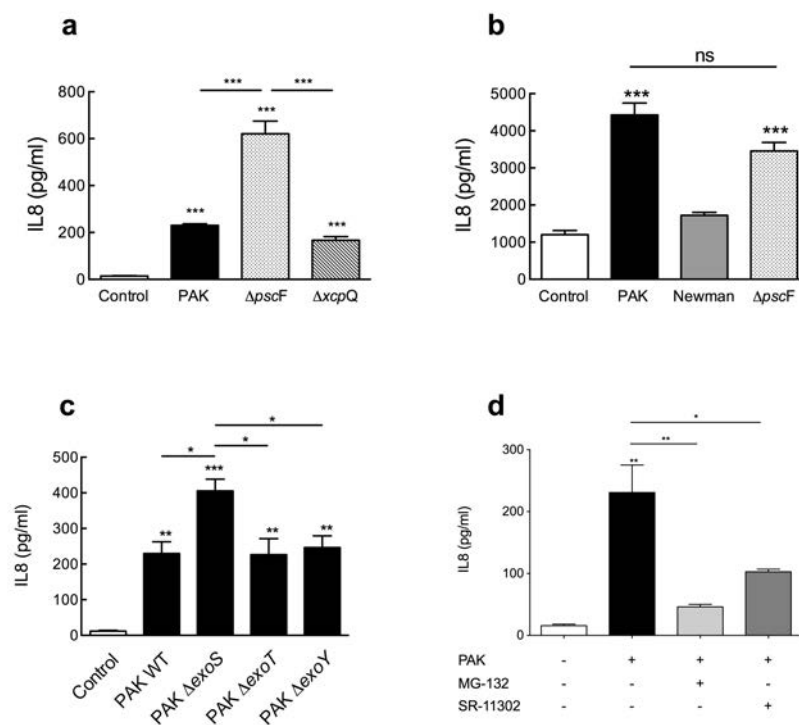 a
*** ***
***
***
***
800
600
400
200
0
IL8 (pg/ml)
Control PAK ΔpscF ΔxcpQ
b
ns
***
***
5000
4000
3000
2000
1000
0
IL8 (pg/ml)
Control PAK Newman ΔpscF
c
*
*
*
***
** ** **
500
400
300
200
100
0
IL8 (pg/ml)
Control PAK WT PAK ΔexoS PAK ΔexoT PAK ΔexoY
d
*
**
**
300
200
100
0
IL8 (pg/ml)
PAK - + + +
MG-132 - - + -
SR-11302 - - - +